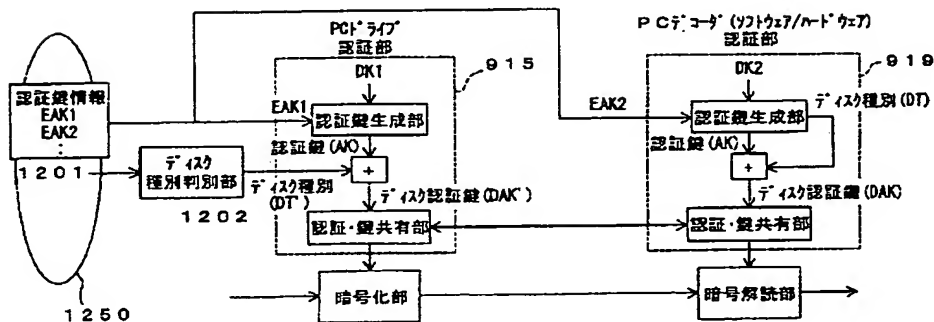 PCドライブ
認証部
PCデコーダ(ソフトウェア/ハードウェア)
認証部
915
919
DK1
DK2
認証鍵情報
EAK1
EAK2
⋮
1201
EAK1
認証鍵生成部
EAK2
認証鍵生成部
ディスク種別(DT)
認証鍵(AK)
認証鍵(AK)
+
+
ディスク
種別判別部
1202
ディスク種別
(DT')
ディスク認証鍵(DAK')
ディスク認証鍵(DAK)
認証・鍵共有部
認証・鍵共有部
暗号化部
暗号解読部
1250